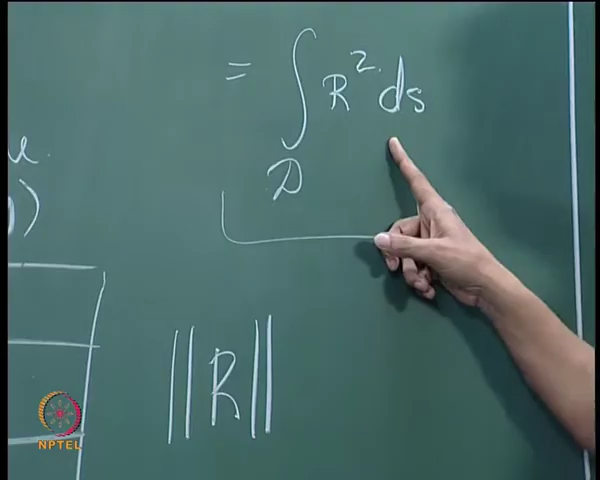 = ∫ R². ds
D
u.
)
‖R‖
NPTEL